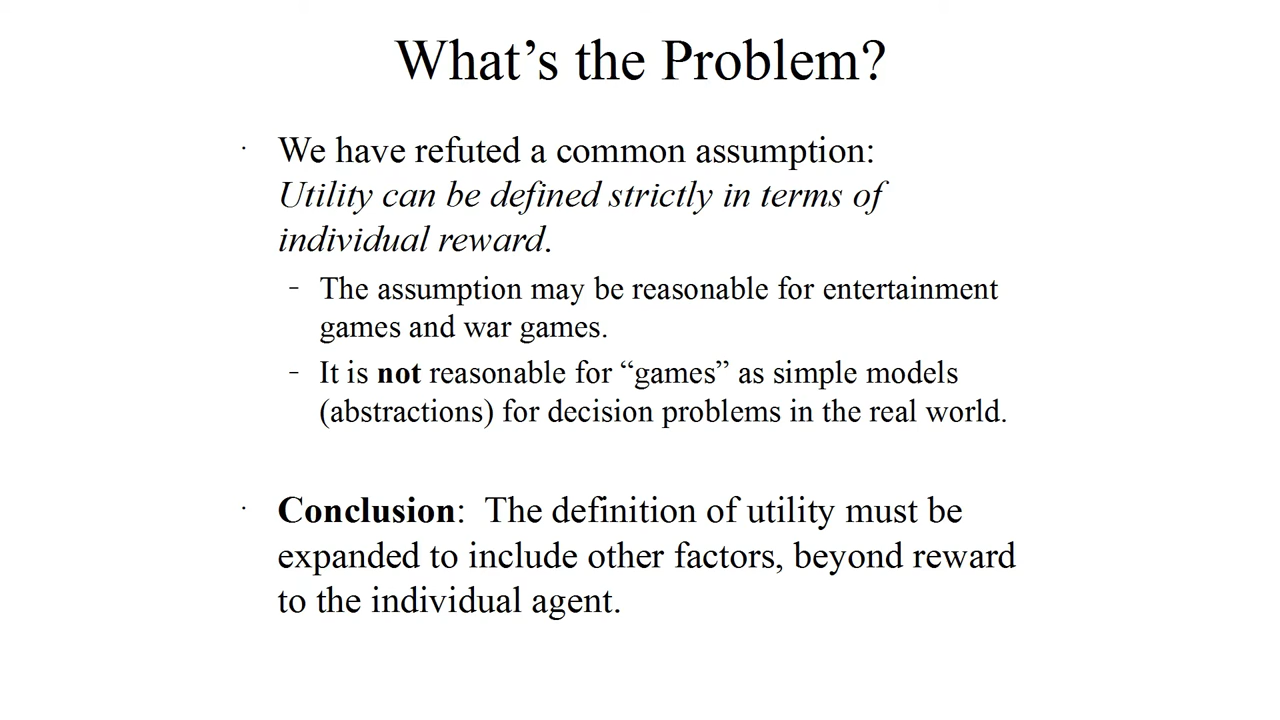 What’s the Problem?
· We have refuted a common assumption:
Utility can be defined strictly in terms of
individual reward.
– The assumption may be reasonable for entertainment
games and war games.
– It is not reasonable for “games” as simple models
(abstractions) for decision problems in the real world.
· Conclusion:  The definition of utility must be
expanded to include other factors, beyond reward
to the individual agent.